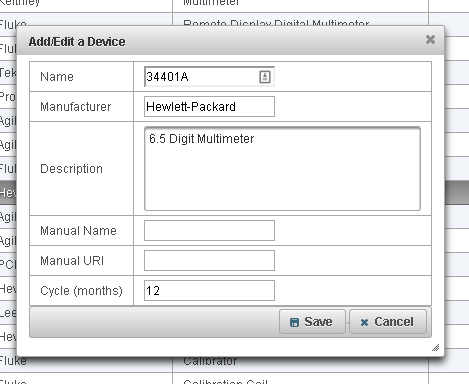 Keithley Multimeter
Fluke Remote Display Digital Multimeter
Add/Edit a Device
Name 34401A
Manufacturer Hewlett-Packard
Description 6.5 Digit Multimeter
Manual Name
Manual URI
Cycle (months) 12
Save Cancel
Fluke Calibrator
Calibration Coil